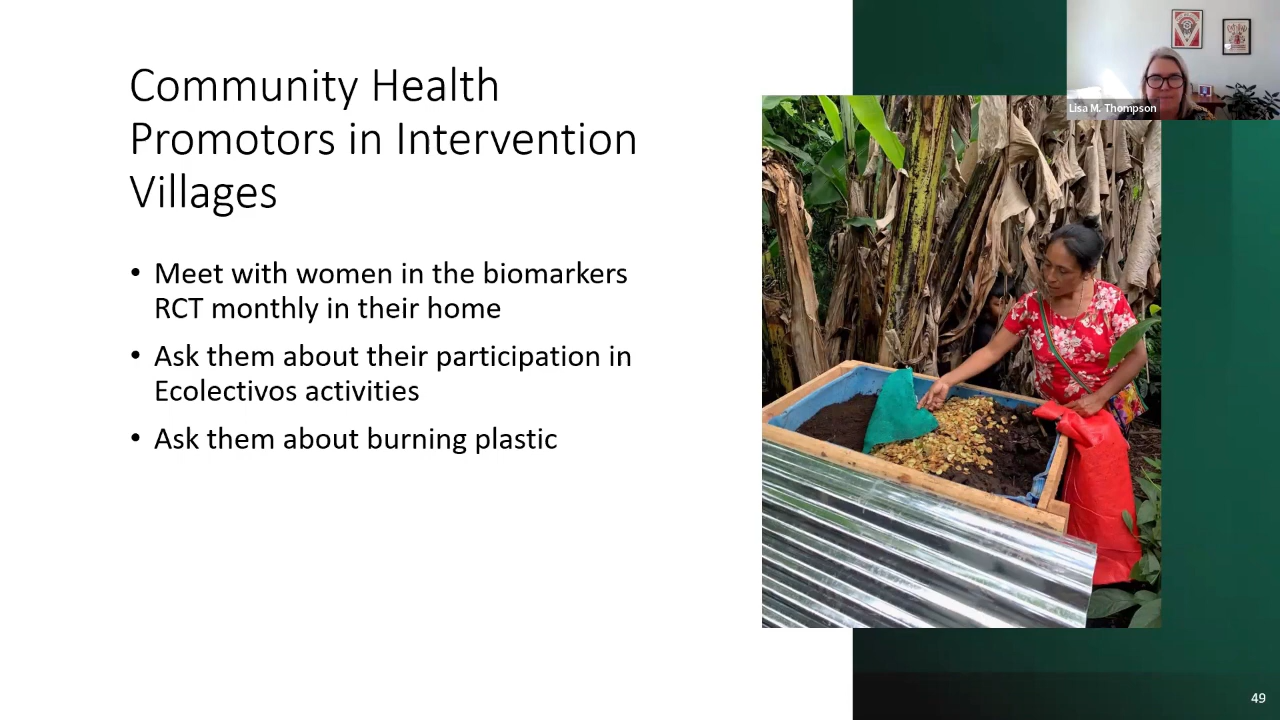 Community Health
Promotors in Intervention
Villages
• Meet with women in the biomarkers
RCT monthly in their home
• Ask them about their participation in
Ecolectivos activities
• Ask them about burning plastic
Lisa M. Thompson
49